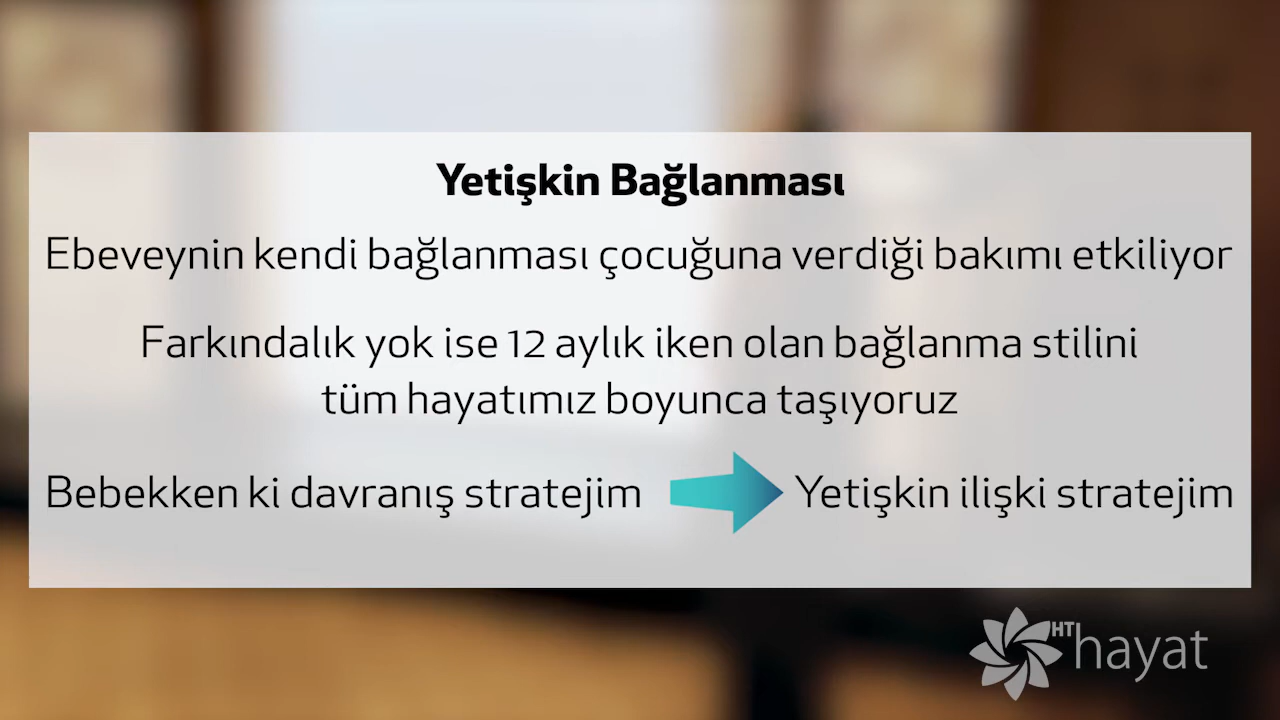 Yetişkin Bağlanması
Ebeveynin kendi bağlanması çocuğuna verdiği bakımı etkiliyor
Farkındalık yok ise 12 aylık iken olan bağlanma stilini
tüm hayatımız boyunca taşıyoruz
Bebekken ki davranış stratejim Yetişkin ilişki stratejim
HT hayat